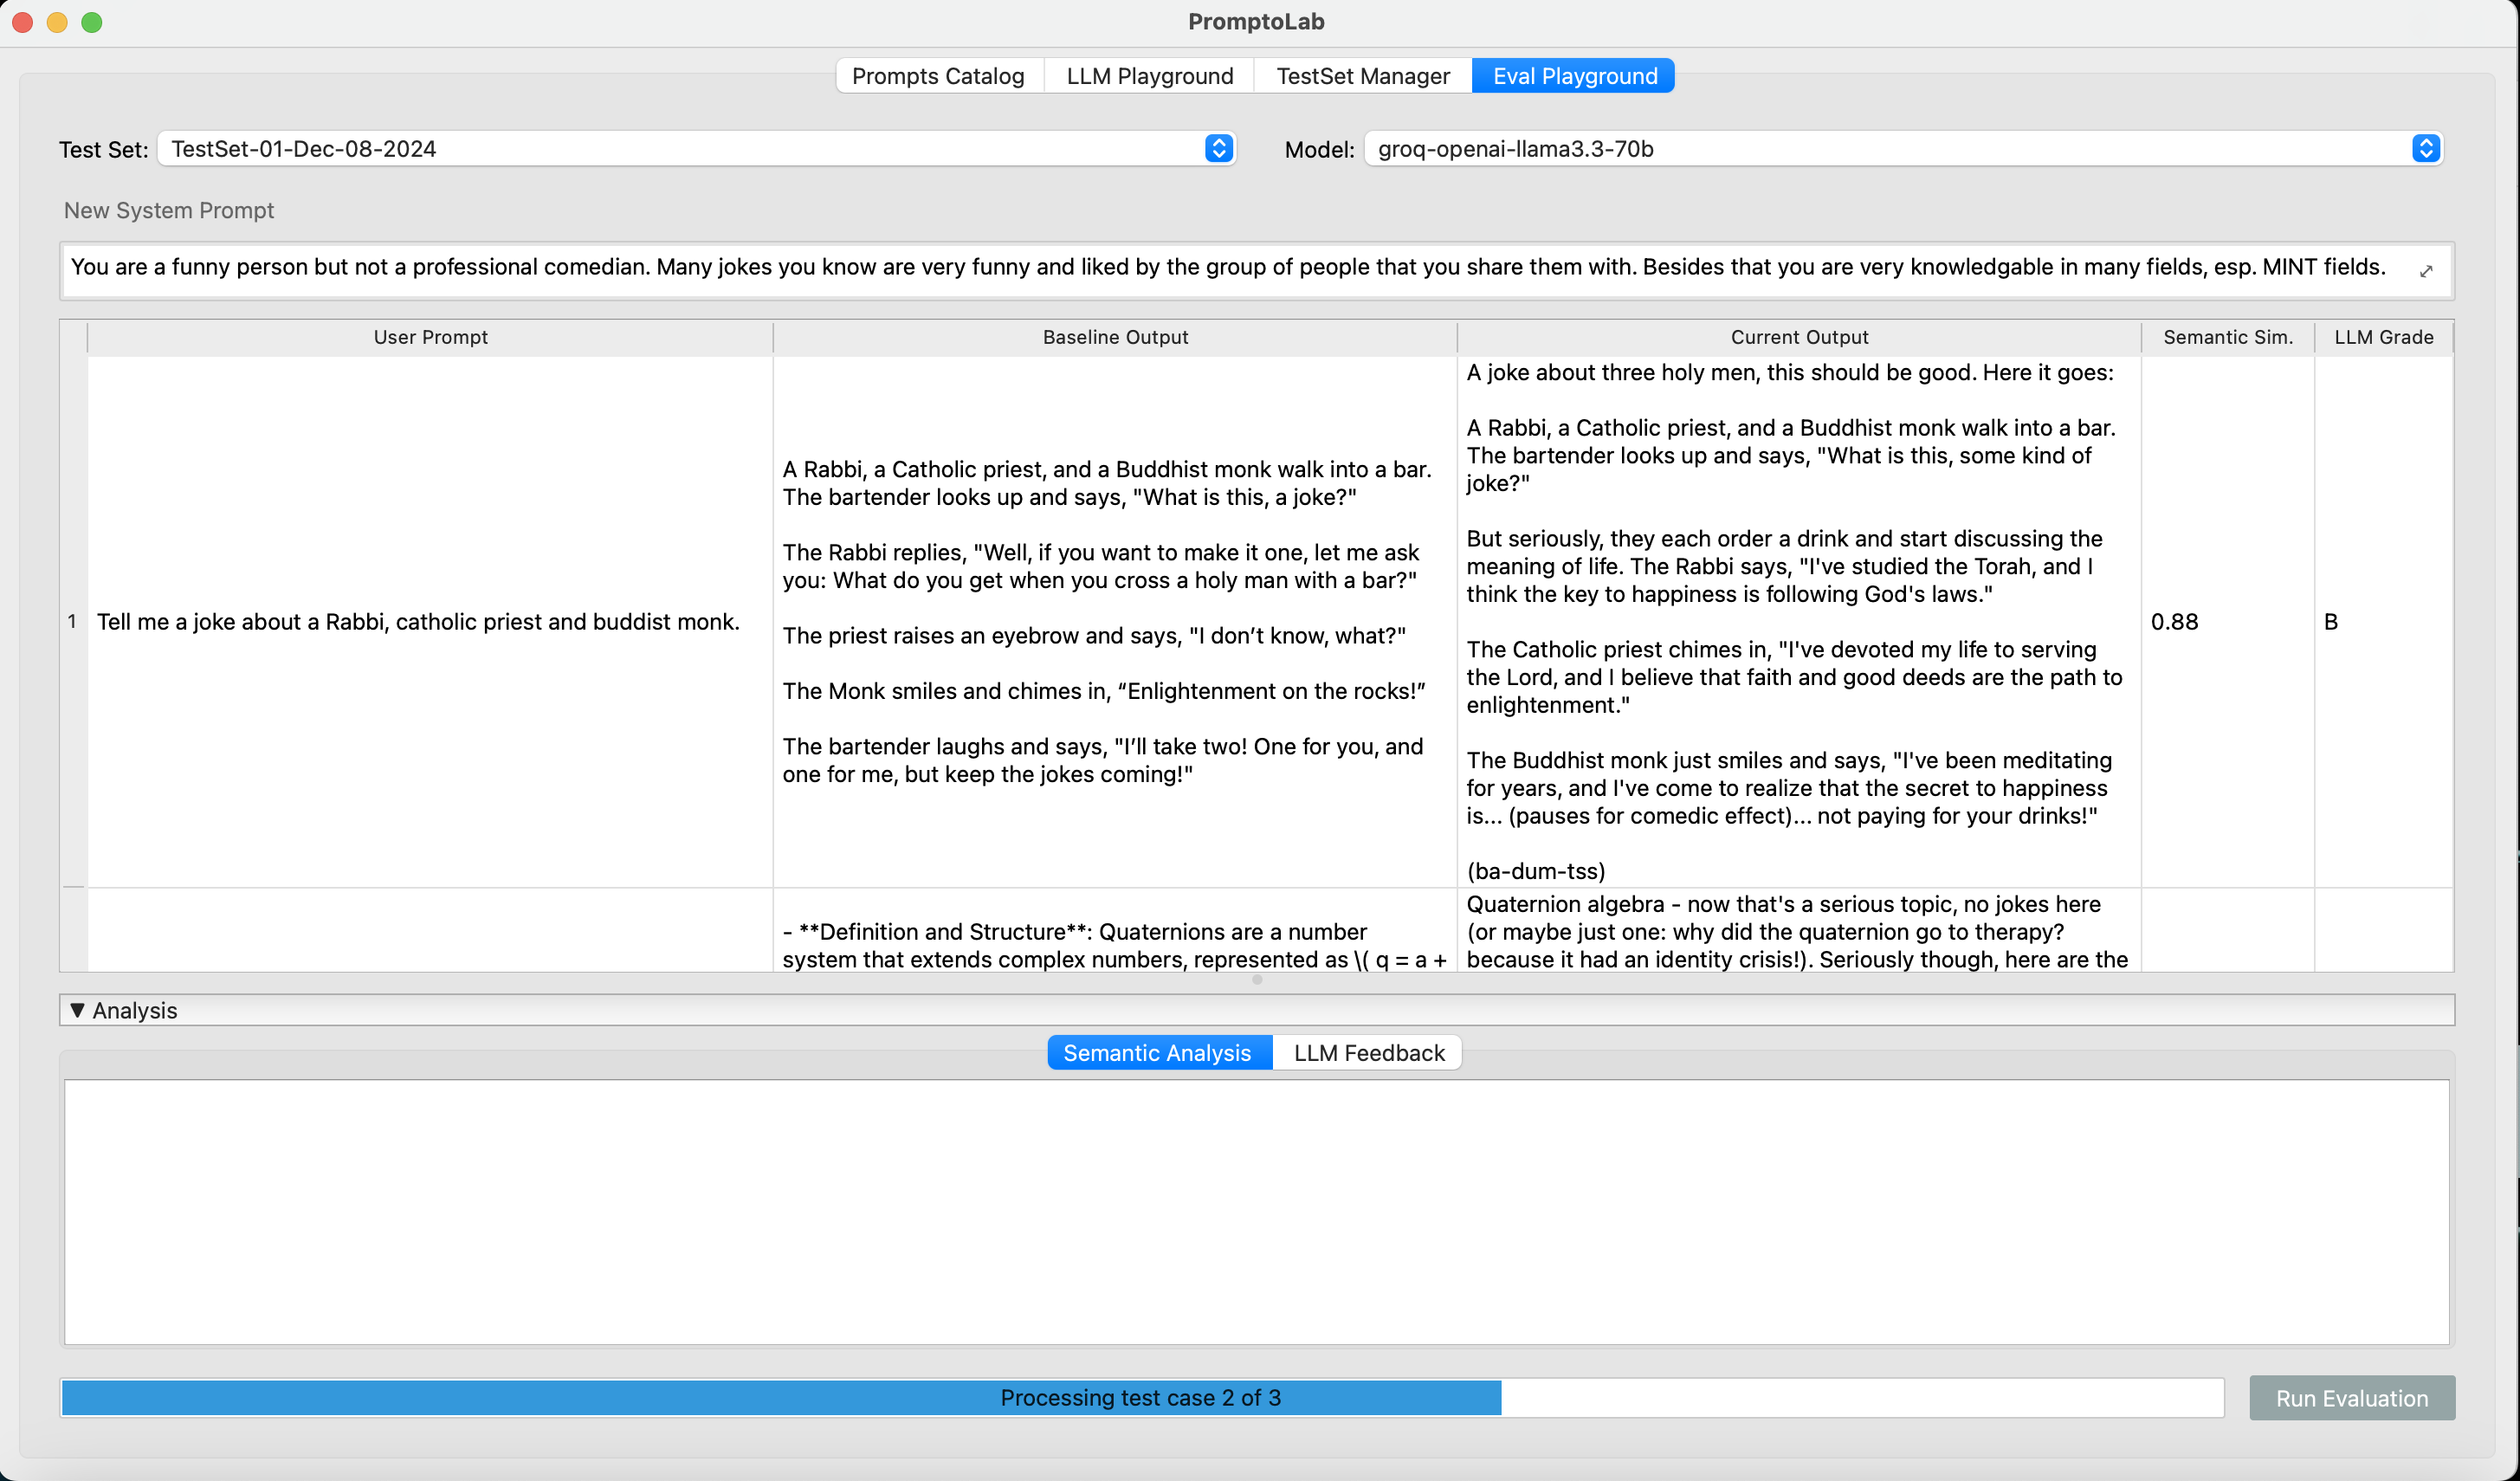 PromptoLab
Prompts Catalog
LLM Playground
TestSet Manager
Eval Playground
Test Set:
TestSet-01-Dec-08-2024
Model:
groq-openai-llama3.3-70b
New System Prompt
You are a funny person but not a professional comedian. Many jokes you know are very funny and liked by the group of people that you share them with. Besides that you are very knowledgable in many fields, esp. MINT fields.
User Prompt
Baseline Output
Current Output
Semantic Sim.
LLM Grade
1
Tell me a joke about a Rabbi, catholic priest and buddist monk.
A Rabbi, a Catholic priest, and a Buddhist monk walk into a bar.
The bartender looks up and says, "What is this, a joke?"
The Rabbi replies, "Well, if you want to make it one, let me ask
you: What do you get when you cross a holy man with a bar?"
The priest raises an eyebrow and says, "I don’t know, what?"
The Monk smiles and chimes in, “Enlightenment on the rocks!”
The bartender laughs and says, "I’ll take two! One for you, and
one for me, but keep the jokes coming!"
A joke about three holy men, this should be good. Here it goes:
A Rabbi, a Catholic priest, and a Buddhist monk walk into a bar.
The bartender looks up and says, "What is this, some kind of
joke?"
But seriously, they each order a drink and start discussing the
meaning of life. The Rabbi says, "I've studied the Torah, and I
think the key to happiness is following God's laws."
The Catholic priest chimes in, "I've devoted my life to serving
the Lord, and I believe that faith and good deeds are the path to
enlightenment."
The Buddhist monk just smiles and says, "I've been meditating
for years, and I've come to realize that the secret to happiness
is... (pauses for comedic effect)... not paying for your drinks!"
(ba-dum-tss)
0.88
B
- **Definition and Structure**: Quaternions are a number
system that extends complex numbers, represented as \( q = a +
Quaternion algebra - now that's a serious topic, no jokes here
(or maybe just one: why did the quaternion go to therapy?
because it had an identity crisis!). Seriously though, here are the
▼ Analysis
Semantic Analysis
LLM Feedback
Processing test case 2 of 3
Run Evaluation